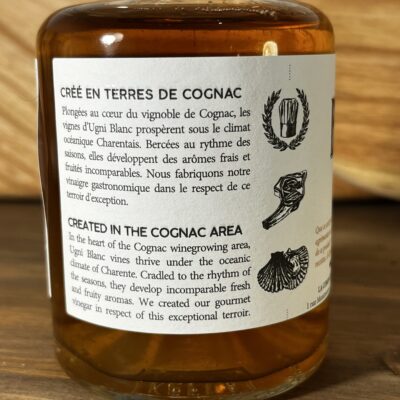 CRÉÉ EN TERRES DE COGNAC
Plongées au cœur du vignoble de Cognac, les
vignes d'Ugni Blanc prospèrent sous le climat
océanique Charentais. Bercées au rythme des
saisons, elles développent des arômes frais et
fruités incomparables. Nous fabriquons notre
vinaigre gastronomique dans le respect de ce
terroir d'exception.
CREATED IN THE COGNAC AREA
In the heart of the Cognac winegrowing area,
Ugni Blanc vines thrive under the oceanic
climate of Charente. Cradled to the rhythm of
the seasons, they develop incomparable fresh
and fruity aromas. We created our gourmet
vinegar in respect of this exceptional terroir.